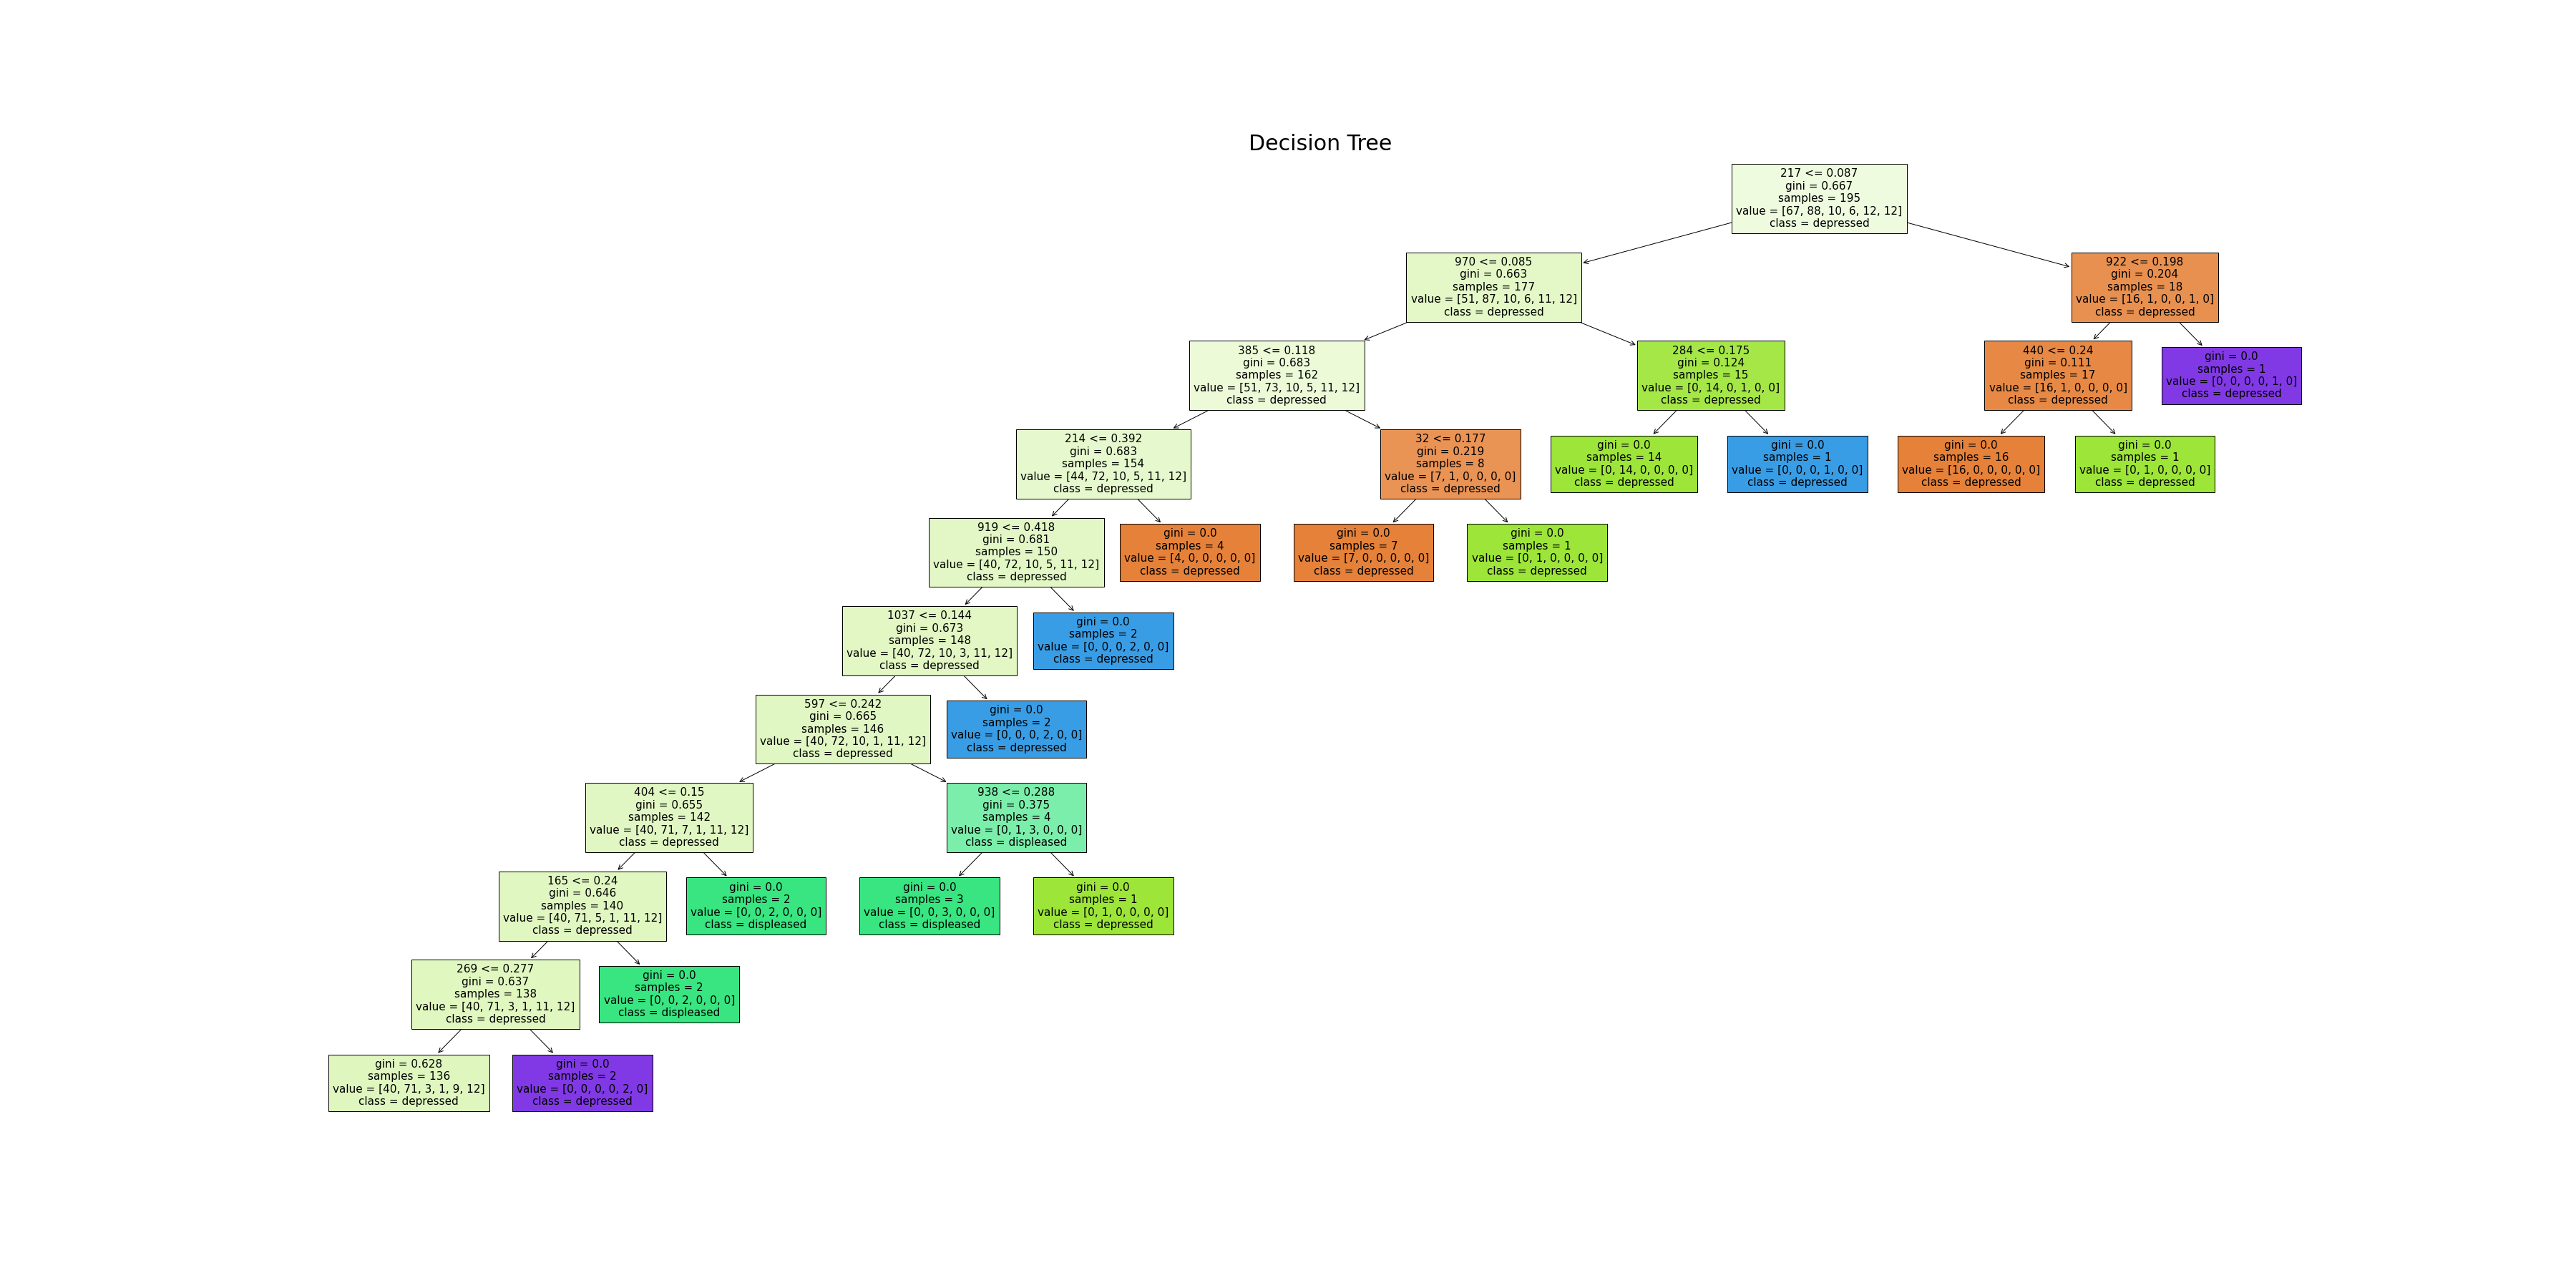 Decision Tree
217 <= 0.087
gini = 0.667
samples = 195
value = [67, 88, 10, 6, 12, 12]
class = depressed
970 <= 0.085
gini = 0.663
samples = 177
value = [51, 87, 10, 6, 11, 12]
class = depressed
922 <= 0.198
gini = 0.204
samples = 18
value = [16, 1, 0, 0, 1, 0]
class = depressed
385 <= 0.118
gini = 0.683
samples = 162
value = [51, 73, 10, 5, 11, 12]
class = depressed
284 <= 0.175
gini = 0.124
samples = 15
value = [0, 14, 0, 1, 0, 0]
class = depressed
440 <= 0.24
gini = 0.111
samples = 17
value = [16, 1, 0, 0, 0, 0]
class = depressed
gini = 0.0
samples = 1
value = [0, 0, 0, 0, 1, 0]
class = depressed
214 <= 0.392
gini = 0.683
samples = 154
value = [44, 72, 10, 5, 11, 12]
class = depressed
32 <= 0.177
gini = 0.219
samples = 8
value = [7, 1, 0, 0, 0, 0]
class = depressed
gini = 0.0
samples = 14
value = [0, 14, 0, 0, 0, 0]
class = depressed
gini = 0.0
samples = 1
value = [0, 0, 0, 1, 0, 0]
class = depressed
gini = 0.0
samples = 16
value = [16, 0, 0, 0, 0, 0]
class = depressed
gini = 0.0
samples = 1
value = [0, 1, 0, 0, 0, 0]
class = depressed
919 <= 0.418
gini = 0.681
samples = 150
value = [40, 72, 10, 5, 11, 12]
class = depressed
gini = 0.0
samples = 4
value = [4, 0, 0, 0, 0, 0]
class = depressed
gini = 0.0
samples = 7
value = [7, 0, 0, 0, 0, 0]
class = depressed
gini = 0.0
samples = 1
value = [0, 1, 0, 0, 0, 0]
class = depressed
1037 <= 0.144
gini = 0.673
samples = 148
value = [40, 72, 10, 3, 11, 12]
class = depressed
gini = 0.0
samples = 2
value = [0, 0, 0, 2, 0, 0]
class = depressed
597 <= 0.242
gini = 0.665
samples = 146
value = [40, 72, 10, 1, 11, 12]
class = depressed
gini = 0.0
samples = 2
value = [0, 0, 0, 2, 0, 0]
class = depressed
404 <= 0.15
gini = 0.655
samples = 142
value = [40, 71, 7, 1, 11, 12]
class = depressed
938 <= 0.288
gini = 0.375
samples = 4
value = [0, 1, 3, 0, 0, 0]
class = displeased
165 <= 0.24
gini = 0.646
samples = 140
value = [40, 71, 5, 1, 11, 12]
class = depressed
gini = 0.0
samples = 2
value = [0, 0, 2, 0, 0, 0]
class = displeased
gini = 0.0
samples = 3
value = [0, 0, 3, 0, 0, 0]
class = displeased
gini = 0.0
samples = 1
value = [0, 1, 0, 0, 0, 0]
class = depressed
269 <= 0.277
gini = 0.637
samples = 138
value = [40, 71, 3, 1, 11, 12]
class = depressed
gini = 0.0
samples = 2
value = [0, 0, 2, 0, 0, 0]
class = displeased
gini = 0.628
samples = 136
value = [40, 71, 3, 1, 9, 12]
class = depressed
gini = 0.0
samples = 2
value = [0, 0, 0, 0, 2, 0]
class = depressed